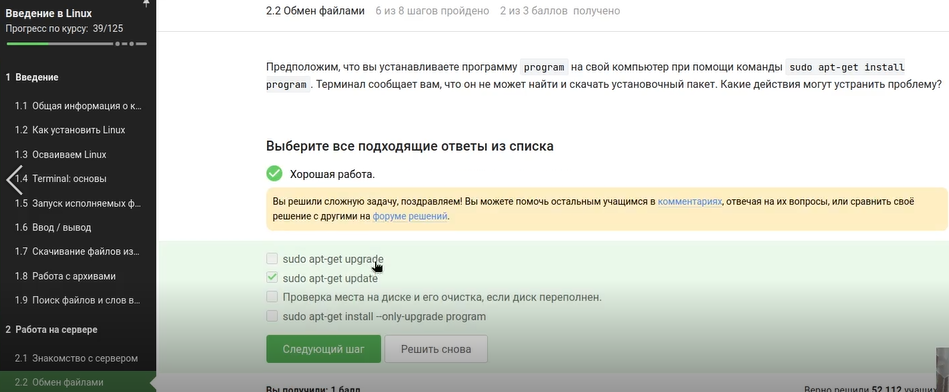 Введение в Linux
Прогресс по курсу: 39/125
1 Введение
1.1 Общая информация о к...
1.2 Как установить Linux
1.3 Осваиваем Linux
1.4 Terminal: основы
1.5 Запуск исполняемых ф...
1.6 Ввод / вывод
1.7 Скачивание файлов из...
1.8 Работа с архивами
1.9 Поиск файлов и слов в...
2 Работа на сервере
2.1 Знакомство с сервером
2.2 Обмен файлами
2.2 Обмен файлами 6 из 8 шагов пройдено 2 из 3 баллов получено
Предположим, что вы устанавливаете программу program на свой компьютер при помощи команды sudo apt-get install
program . Терминал сообщает вам, что он не может найти и скачать установочный пакет. Какие действия могут устранить проблему?
Выберите все подходящие ответы из списка
Хорошая работа.
Вы решили сложную задачу, поздравляем! Вы можете помочь остальным учащимся в комментариях, отвечая на их вопросы, или сравнить своё
решение с другими на форуме решений.
sudo apt-get upgrade
sudo apt-get update
Проверка места на диске и его очистка, если диск переполнен.
sudo apt-get install --only-upgrade program
Следующий шаг Решить снова
Вы получили: 1 балл
Верно решили 52 112